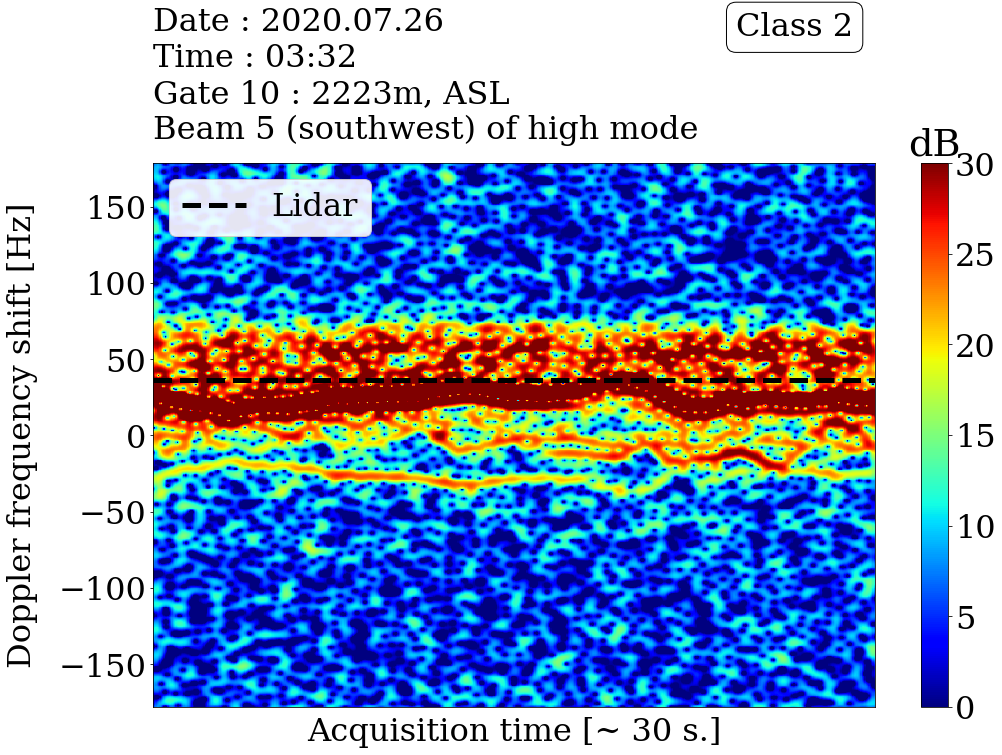 Date : 2020.07.26
Time : 03:32
Gate 10 : 2223m, ASL
Beam 5 (southwest) of high mode
Class 2
dB
Lidar
Doppler frequency shift [Hz]
150
100
50
0
−50
−100
−150
30
25
20
15
10
5
0
Acquisition time [~ 30 s.]